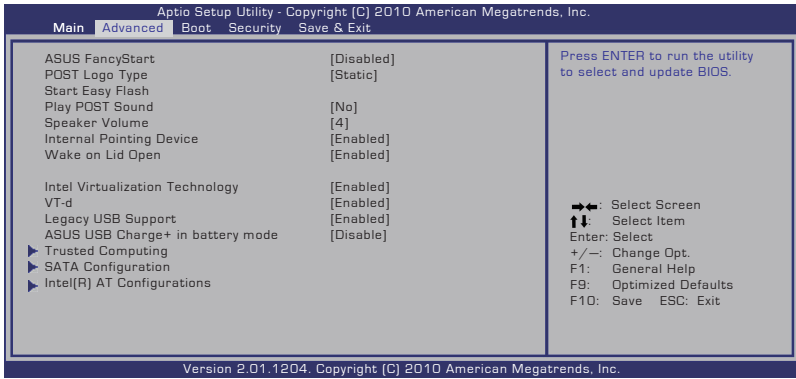 Aptio Setup Utility - Copyright (C) 2010 American Megatrends, Inc.
Main Advanced Boot Security Save & Exit
ASUS FancyStart [Disabled]
POST Logo Type [Static]
Start Easy Flash
Play POST Sound [No]
Speaker Volume [4]
Internal Pointing Device [Enabled]
Wake on Lid Open [Enabled]
Intel Virtualization Technology [Enabled]
VT-d [Enabled]
Legacy USB Support [Enabled]
ASUS USB Charge+ in battery mode [Disable]
Trusted Computing
SATA Configuration
Intel(R) AT Configurations
Press ENTER to run the utility
to select and update BIOS.
→←: Select Screen
↑↓: Select Item
Enter: Select
+/—: Change Opt.
F1: General Help
F9: Optimized Defaults
F10: Save ESC: Exit
Version 2.01.1204. Copyright (C) 2010 American Megatrends, Inc.